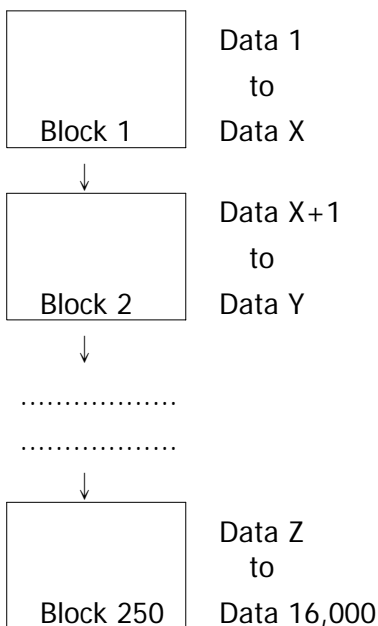 Data 1
to
Block 1 Data X
Data X+1
to
Block 2 Data Y
..................
..................
Data Z
to
Block 250 Data 16,000